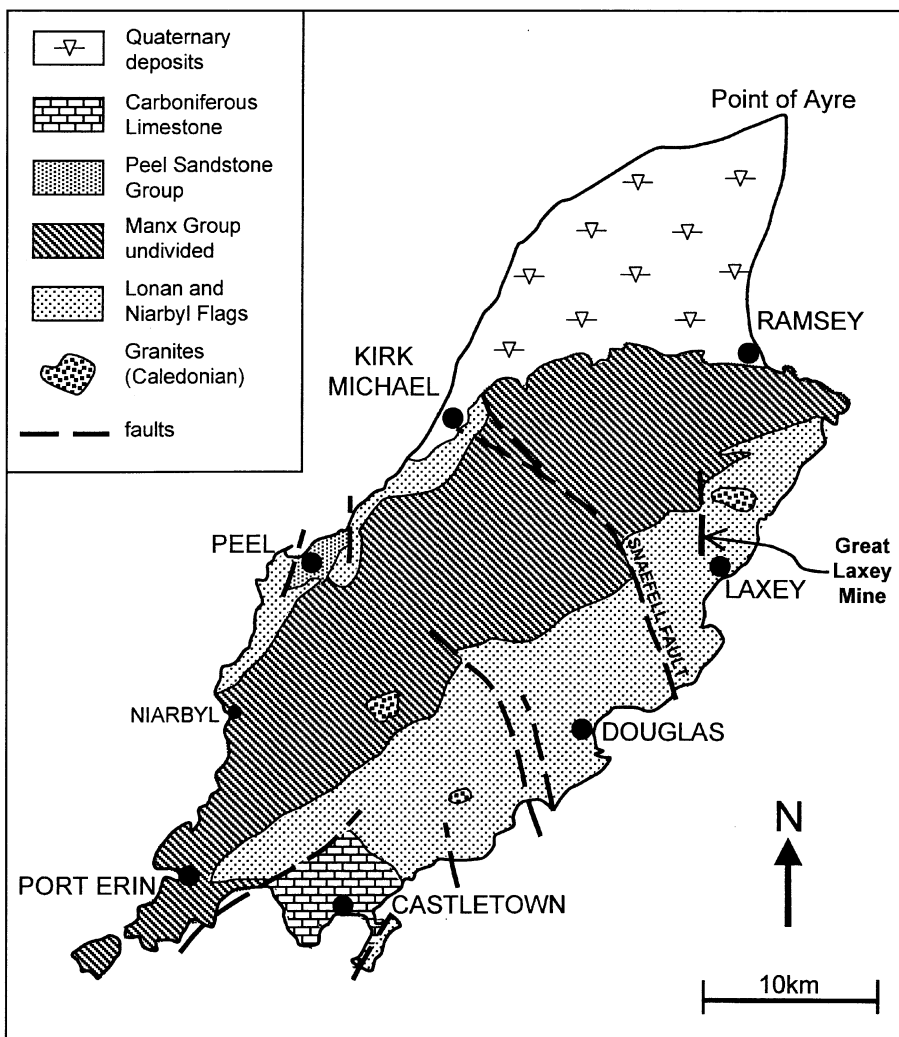 Quaternary
deposits
Carboniferous
Limestone
Peel Sandstone
Group
Manx Group
undivided
Lonan and
Niarbyl Flags
Granites
(Caledonian)
faults
Point of Ayre
RAMSEY
KIRK
MICHAEL
PEEL
SNAEFELL FAULT
Great
Laxey
Mine
LAXEY
NIARBYL
DOUGLAS
N
PORT ERIN
CASTLETOWN
10km